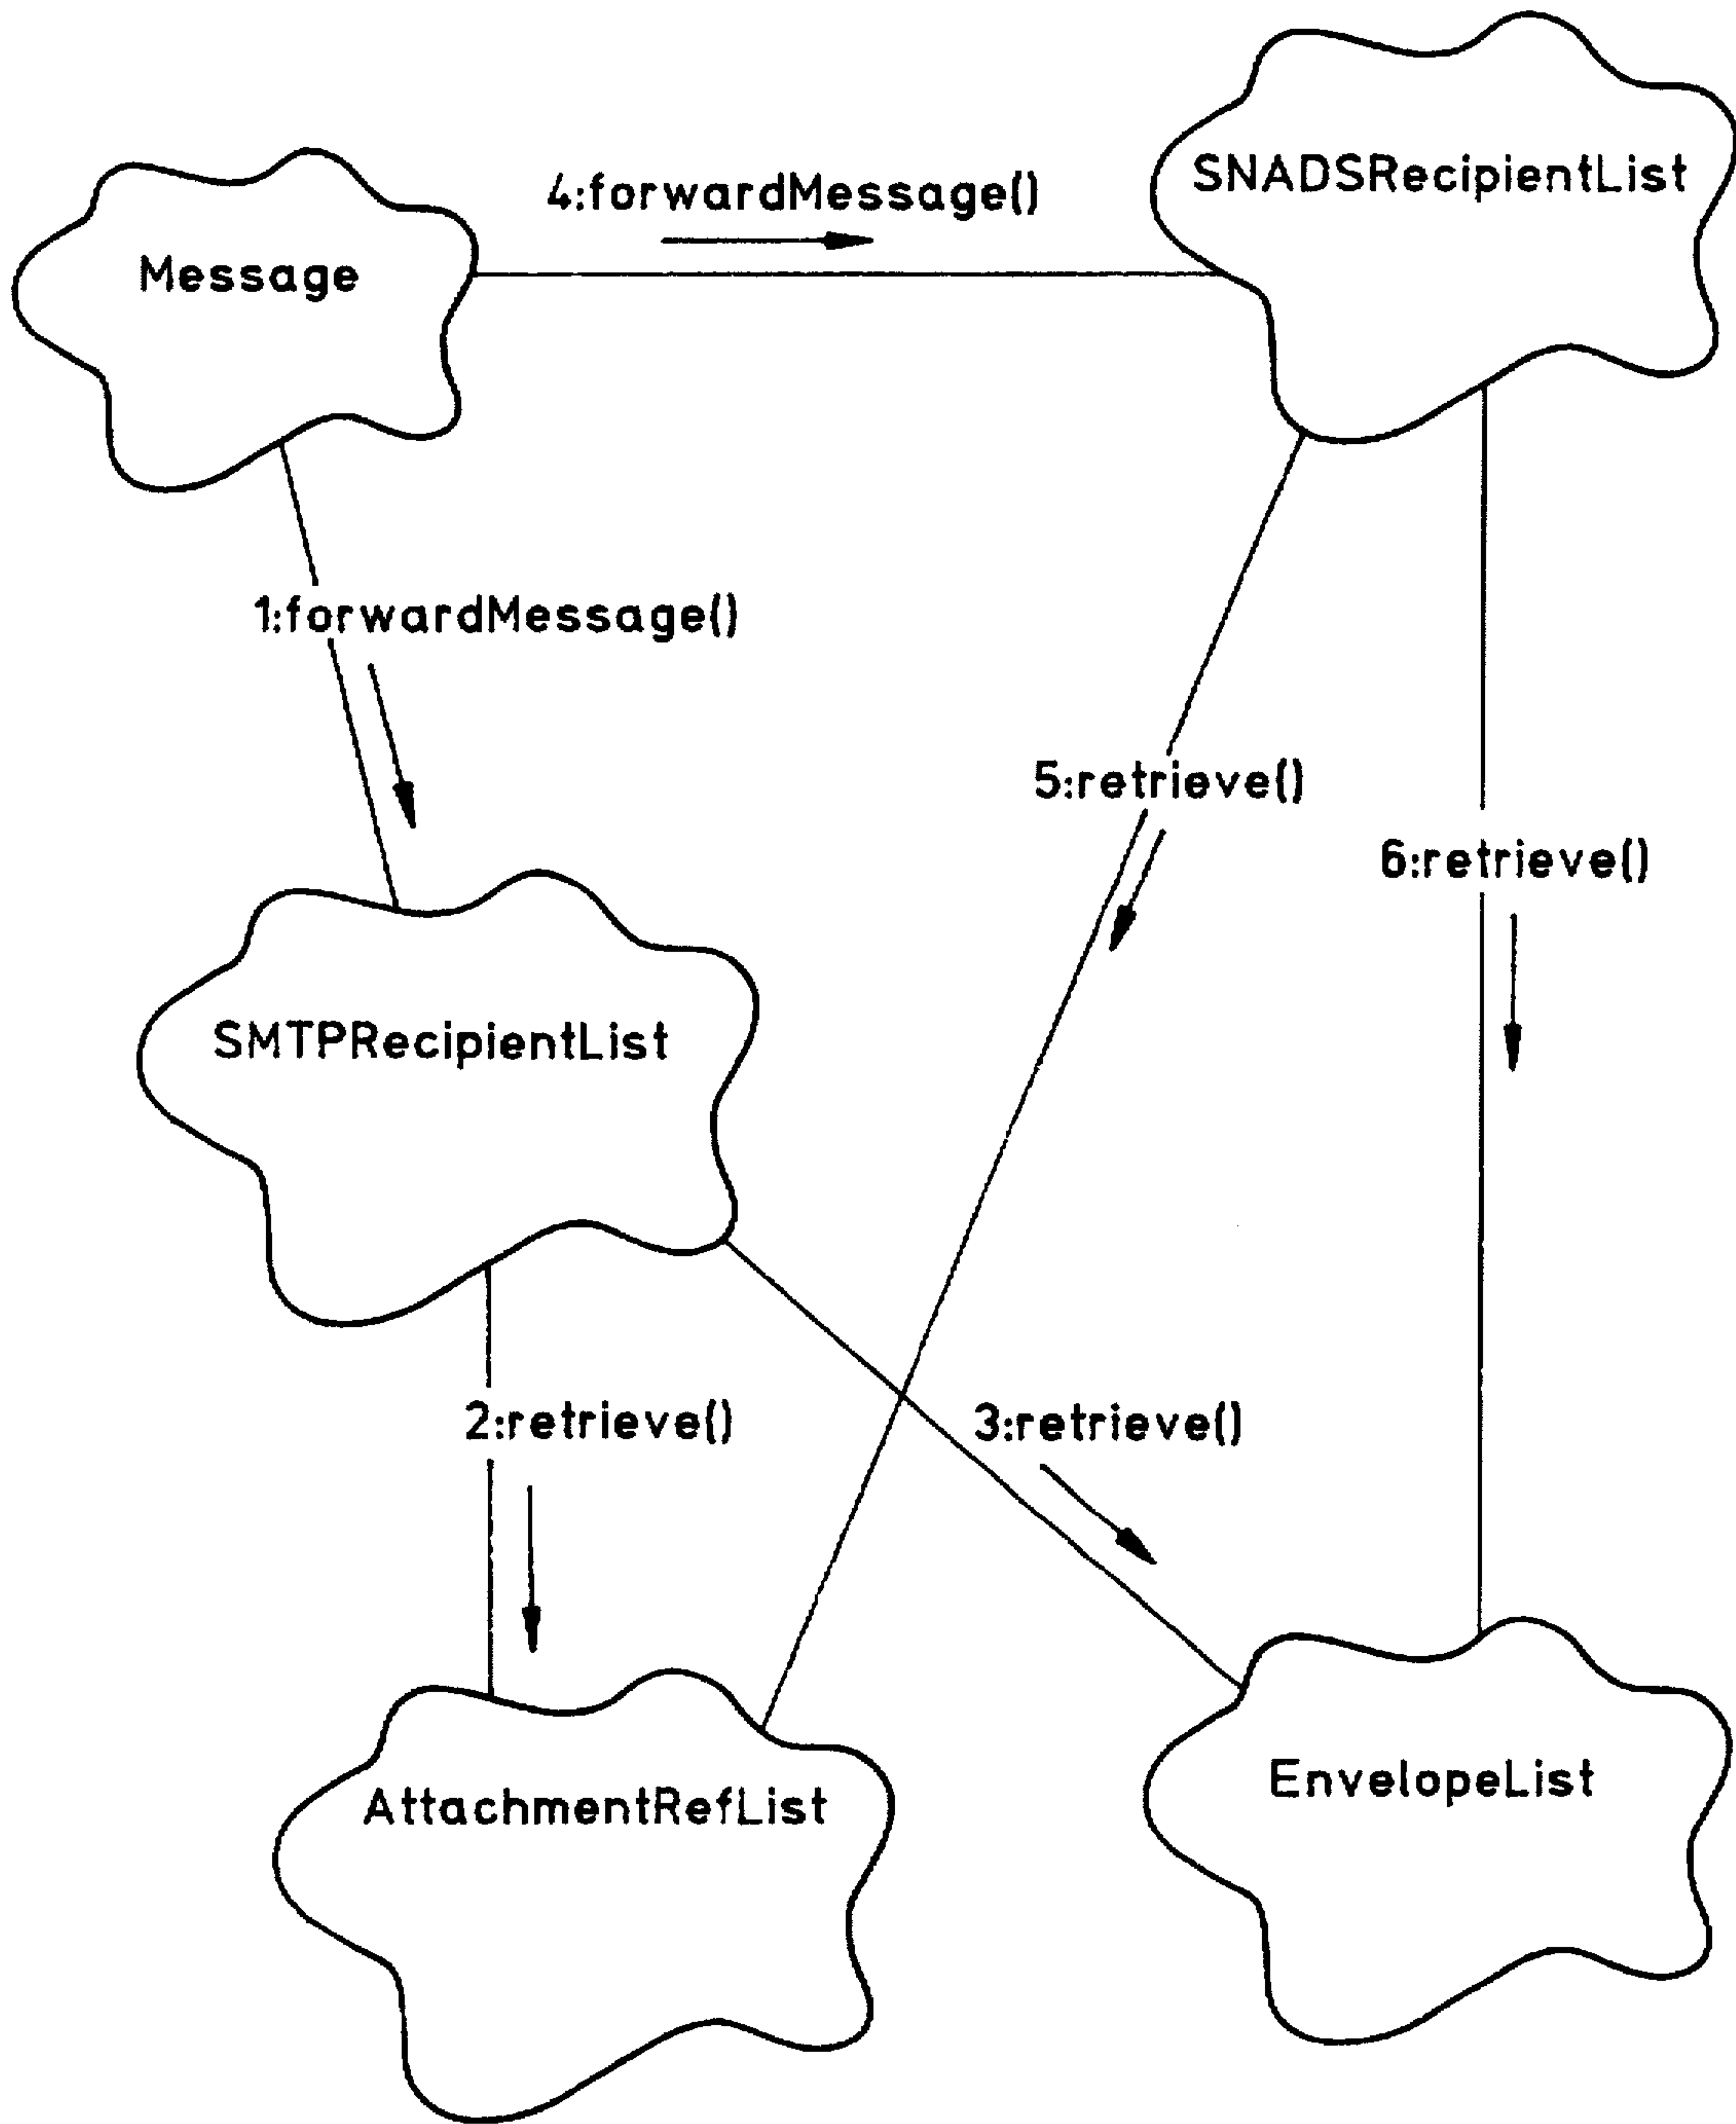 SNADSRecipientList
4:forwardMessage()
Message
1:forwardMessage()
5:retrieve()
6:retrieve()
SMTPRecipientList
2:retrieve()
3:retrieve()
EnvelopeList
AttachmentRefList